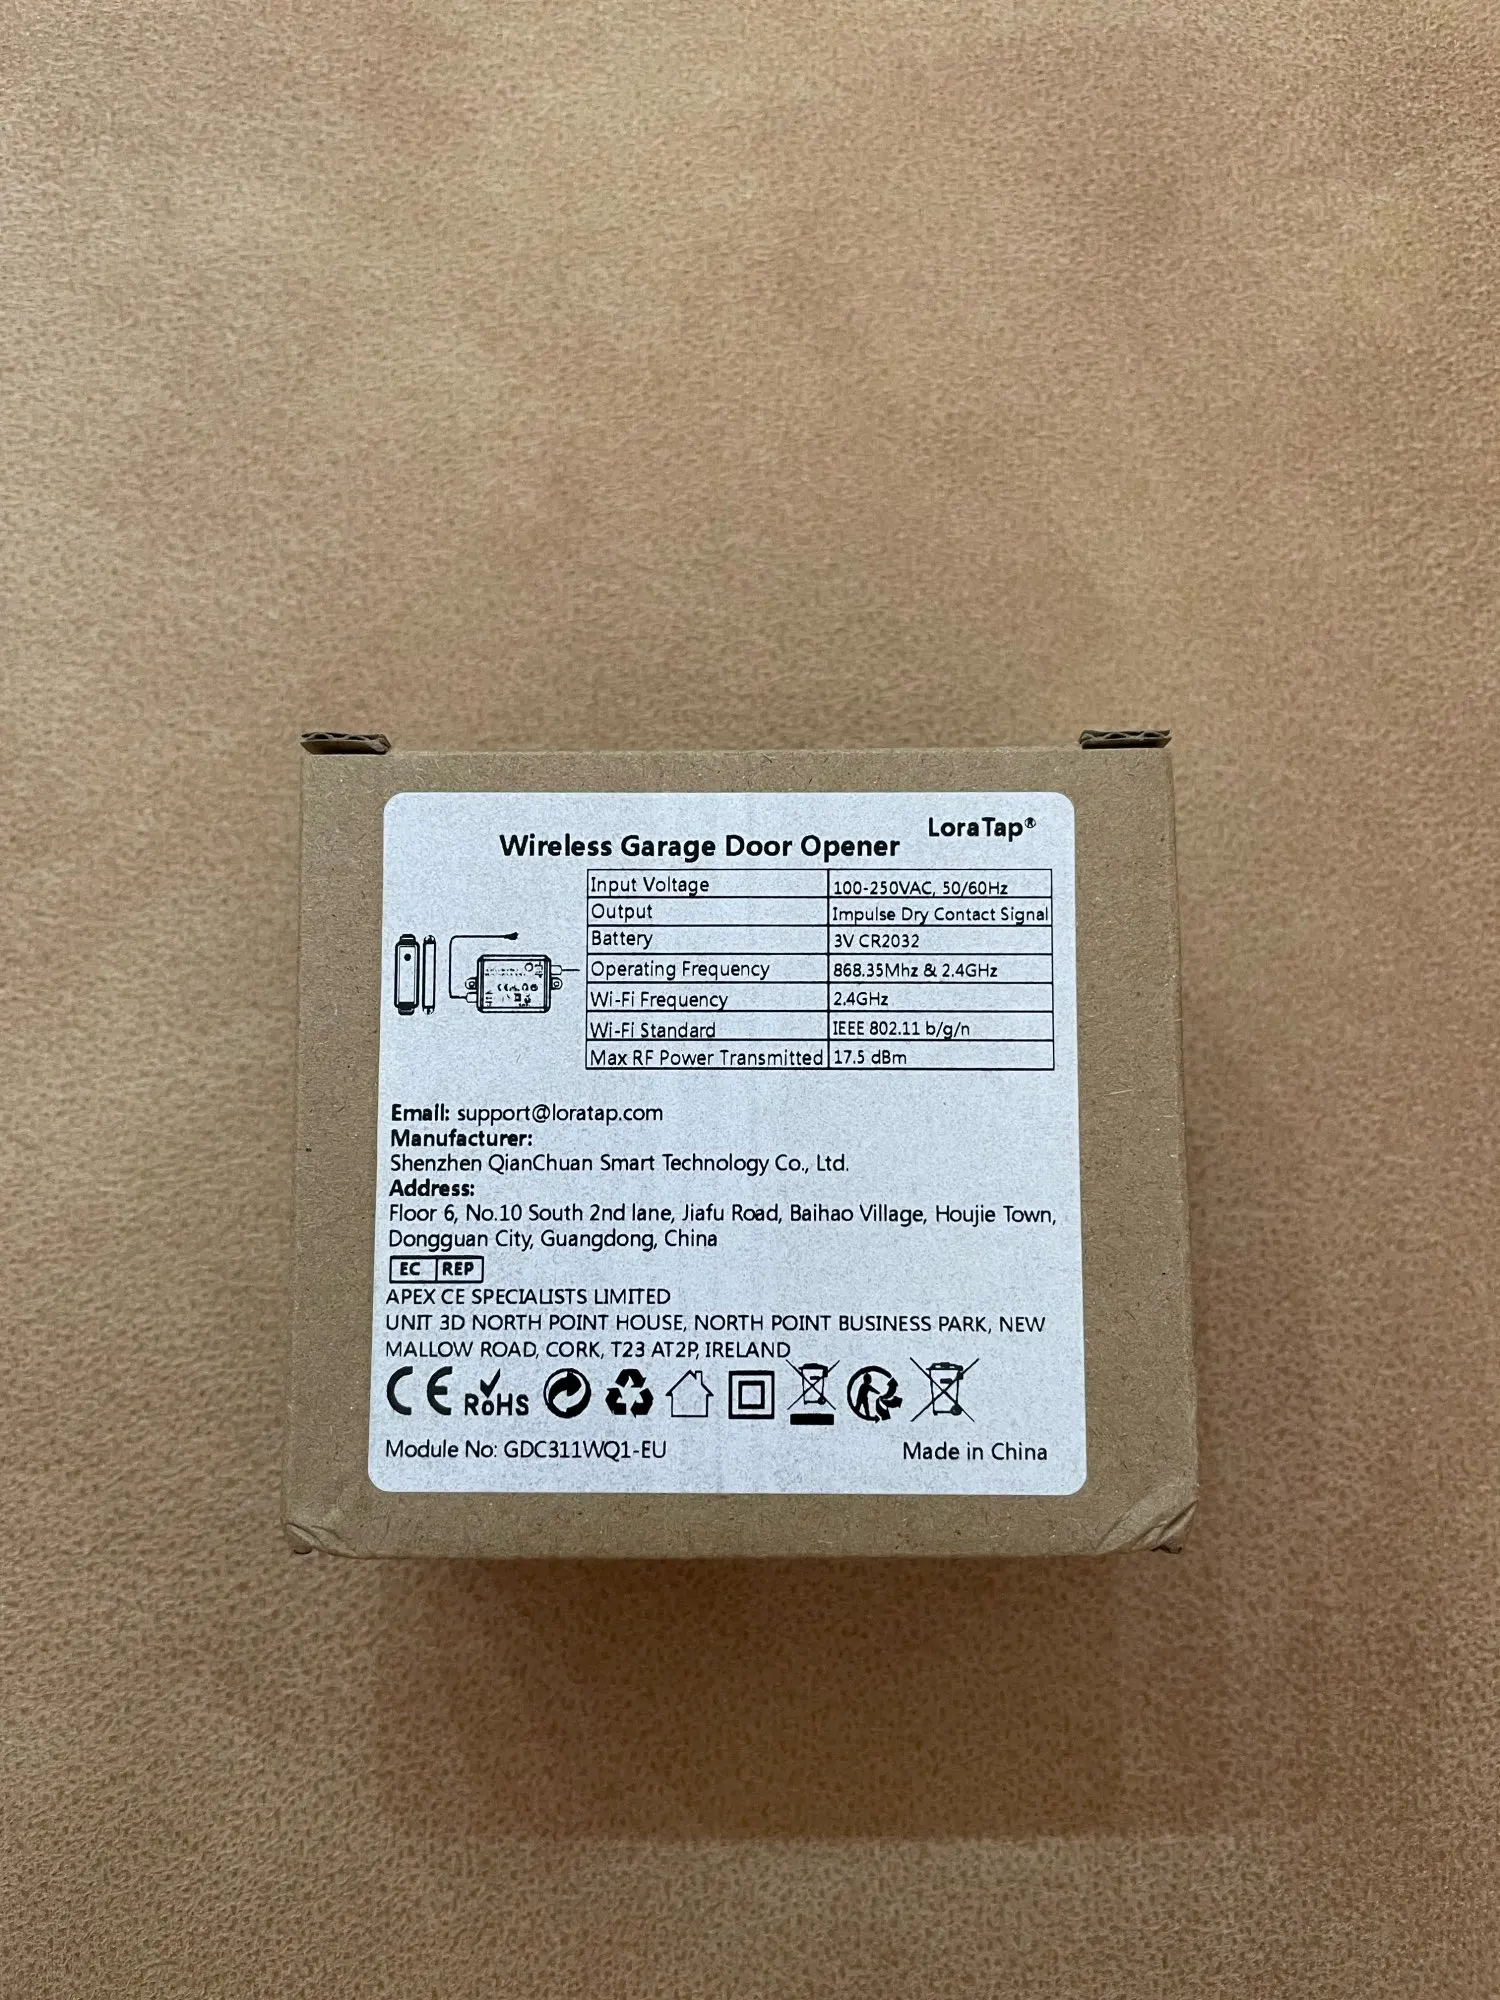 LoraTap®
Wireless Garage Door Opener
Input Voltage 100-250VAC, 50/60Hz
Output Impulse Dry Contact Signal
Battery 3V CR2032
Operating Frequency 868.35Mhz & 2.4GHz
Wi-Fi Frequency 2.4GHz
Wi-Fi Standard IEEE 802.11 b/g/n
Max RF Power Transmitted 17.5 dBm
Email: support@loratap.com
Manufacturer:
Shenzhen QianChuan Smart Technology Co., Ltd.
Address:
Floor 6, No.10 South 2nd lane, Jiafu Road, Baihao Village, Houjie Town,
Dongguan City, Guangdong, China
EC REP
APEX CE SPECIALISTS LIMITED
UNIT 3D NORTH POINT HOUSE, NORTH POINT BUSINESS PARK, NEW
MALLOW ROAD, CORK, T23 AT2P, IRELAND
CE RoHS
Module No: GDC311WQ1-EU Made in China